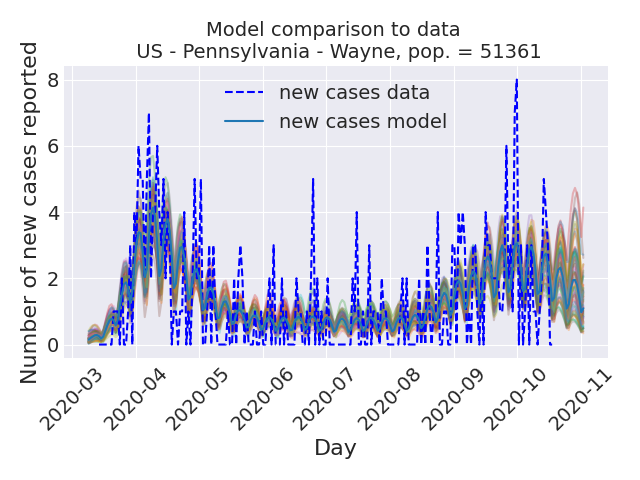 Model comparison to data
US - Pennsylvania - Wayne, pop. = 51361
Number of new cases reported
8
6
4
2
0
new cases data
new cases model
2020-03
2020-04
2020-05
2020-06
2020-07
2020-08
2020-09
2020-10
2020-11
Day